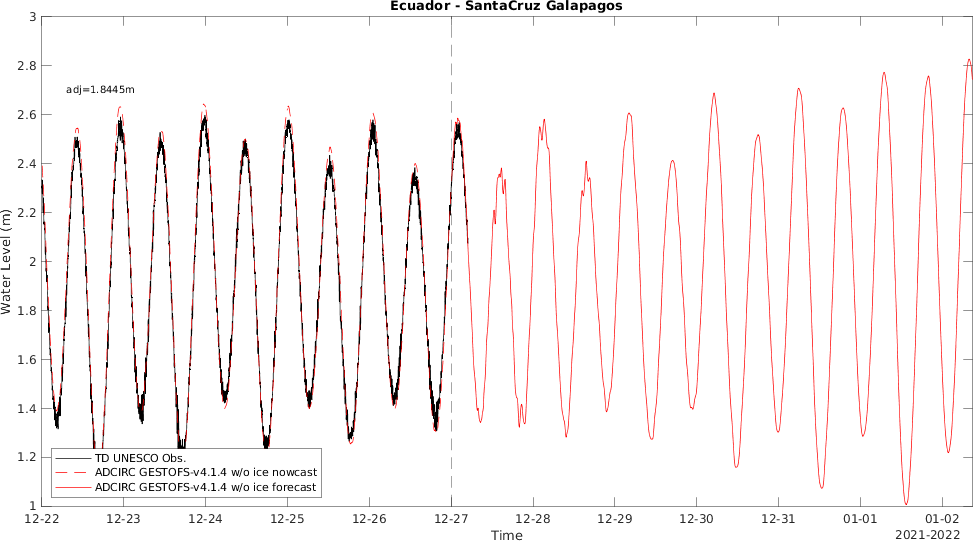 Ecuador - SantaCruz Galapagos
3
2.8
adj=1.8445m
2.6
2.4
2.2
2
Water Level (m)
1.8
1.6
1.4
1.2
1
TD UNESCO Obs.
ADCIRC GESTOFS-v4.1.4 w/o ice nowcast
ADCIRC GESTOFS-v4.1.4 w/o ice forecast
12-22 12-23 12-24 12-25 12-26 12-27 12-28 12-29 12-30 12-31 01-01 01-02
Time
2021-2022